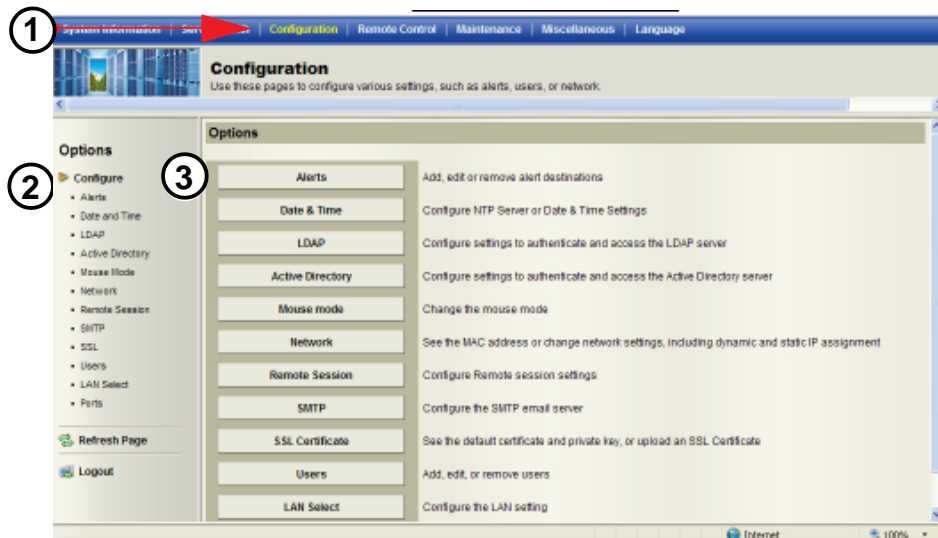 1
System Information | Ser | Configuration | Remote Control | Maintenance | Miscellaneous | Language
Configuration
Use these pages to configure various settings, such as alerts, users, or network.
Options
2
Configure
Alerts
Date and Time
LDAP
Active Directory
Mouse Mode
Network
Remote Session
SMTP
SSL
Users
LAN Select
Ports
Refresh Page
Logout
Options
3
Alerts Add, edit or remove alert destinations
Date & Time Configure NTP Server or Date & Time Settings
LDAP Configure settings to authenticate and access the LDAP server
Active Directory Configure settings to authenticate and access the Active Directory server
Mouse mode Change the mouse mode
Network See the MAC address or change network settings, including dynamic and static IP assignment
Remote Session Configure Remote session settings
SMTP Configure the SMTP email server
SSL Certificate See the default certificate and private key, or upload an SSL Certificate
Users Add, edit, or remove users
LAN Select Configure the LAN setting
Internet 100%